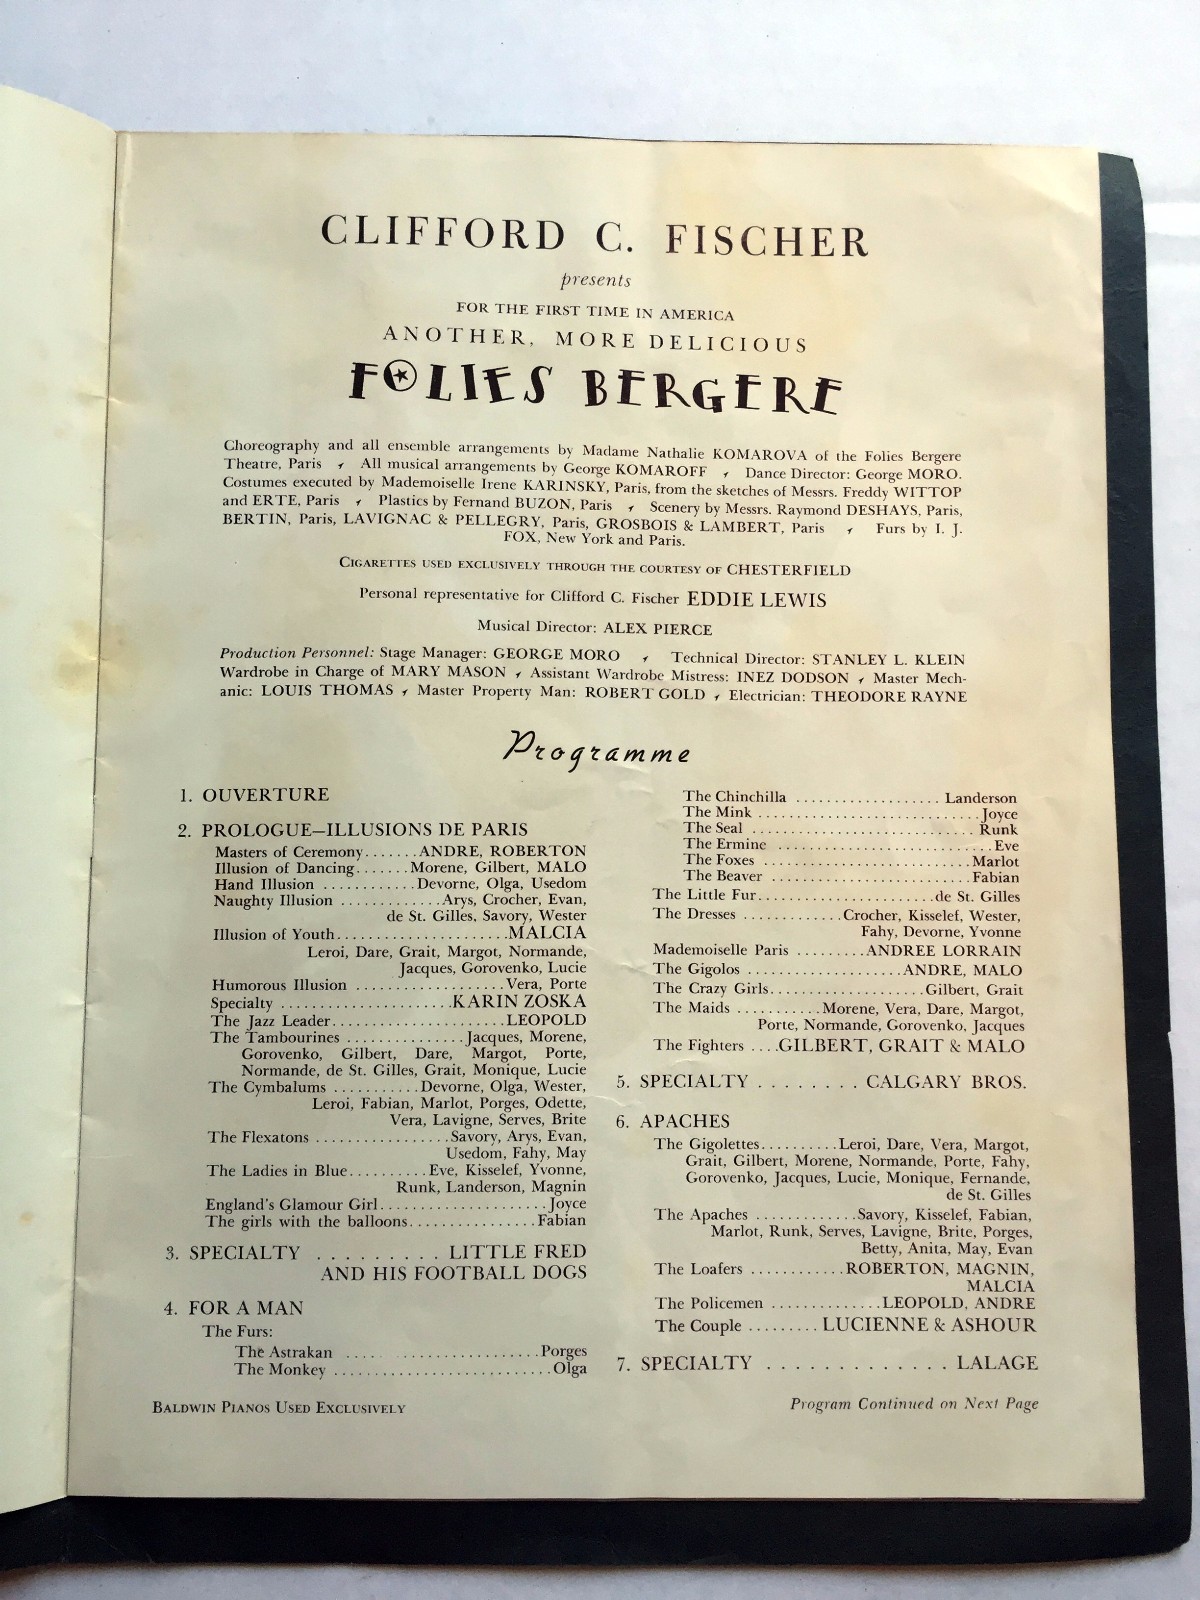 CLIFFORD C. FISCHER
presents
FOR THE FIRST TIME IN AMERICA
ANOTHER, MORE DELICIOUS
FOLIES BERGERE
Choreography and all ensemble arrangements by Madame Nathalie KOMAROVA of the Folies Bergere
Theatre, Paris ٫ All musical arrangements by George KOMAROFF ٫ Dance Director: George MORO.
Costumes executed by Mademoiselle Irene KARINSKY, Paris, from the sketches of Messrs. Freddy WITTOP
and ERTE, Paris ٫ Plastics by Fernand BUZON, Paris ٫ Scenery by Messrs. Raymond DESHAYS, Paris,
BERTIN, Paris, LAVIGNAC & PELLEGRY, Paris, GROSBOIS & LAMBERT, Paris ٫ Furs by I. J.
FOX, New York and Paris.
CIGARETTES USED EXCLUSIVELY THROUGH THE COURTESY OF CHESTERFIELD
Personal representative for Clifford C. Fischer EDDIE LEWIS
Musical Director: ALEX PIERCE
Production Personnel: Stage Manager: GEORGE MORO ٫ Technical Director: STANLEY L. KLEIN
Wardrobe in Charge of MARY MASON ٫ Assistant Wardrobe Mistress: INEZ DODSON ٫ Master Mech-
anic: LOUIS THOMAS ٫ Master Property Man: ROBERT GOLD ٫ Electrician: THEODORE RAYNE
Programme
1. OUVERTURE
2. PROLOGUE—ILLUSIONS DE PARIS
Masters of Ceremony.......ANDRE, ROBERTON
Illusion of Dancing.......Morene, Gilbert, MALO
Hand Illusion ............Devorne, Olga, Usedom
Naughty Illusion .............Arys, Crocher, Evan,
de St. Gilles, Savory, Wester
Illusion of Youth......................MALCIA
Leroi, Dare, Grait, Margot, Normande,
Jacques, Gorovenko, Lucie
Humorous Illusion ...................Vera, Porte
Specialty ......................KARIN ZOSKA
The Jazz Leader......................LEOPOLD
The Tambourines ...............Jacques, Morene,
Gorovenko, Gilbert, Dare, Margot, Porte,
Normande, de St. Gilles, Grait, Monique, Lucie
The Cymbalums ...........Devorne, Olga, Wester,
Leroi, Fabian, Marlot, Porges, Odette,
Vera, Lavigne, Serves, Brite
The Flexatons .................Savory, Arys, Evan,
Usedom, Fahy, May
The Ladies in Blue..........Eve, Kisselef, Yvonne,
Runk, Landerson, Magnin
England's Glamour Girl......................Joyce
The girls with the balloons................Fabian
3. SPECIALTY ......... LITTLE FRED
AND HIS FOOTBALL DOGS
4. FOR A MAN
The Furs:
The Astrakan .........................Porges
The Monkey ............................Olga
The Chinchilla ................... Landerson
The Mink .............................Joyce
The Seal ............................. Runk
The Ermine ............................Eve
The Foxes ...........................Marlot
The Beaver ..........................Fabian
The Little Fur.......................de St. Gilles
The Dresses .............Crocher, Kisselef, Wester,
Fahy, Devorne, Yvonne
Mademoiselle Paris .........ANDREE LORRAIN
The Gigolos ....................ANDRE, MALO
The Crazy Girls....................Gilbert, Grait
The Maids ...........Morene, Vera, Dare, Margot,
Porte, Normande, Gorovenko, Jacques
The Fighters ....GILBERT, GRAIT & MALO
5. SPECIALTY ........ CALGARY BROS.
6. APACHES
The Gigolettes..........Leroi, Dare, Vera, Margot,
Grait, Gilbert, Morene, Normande, Porte, Fahy,
Gorovenko, Jacques, Lucie, Monique, Fernande,
de St. Gilles
The Apaches .............Savory, Kisselef, Fabian,
Marlot, Runk, Serves, Lavigne, Brite, Porges,
Betty, Anita, May, Evan
The Loafers ............ROBERTON, MAGNIN,
MALCIA
The Policemen ..............LEOPOLD, ANDRE
The Couple ......... LUCIENNE & ASHOUR
7. SPECIALTY ............. LALAGE
BALDWIN PIANOS USED EXCLUSIVELY
Program Continued on Next Page